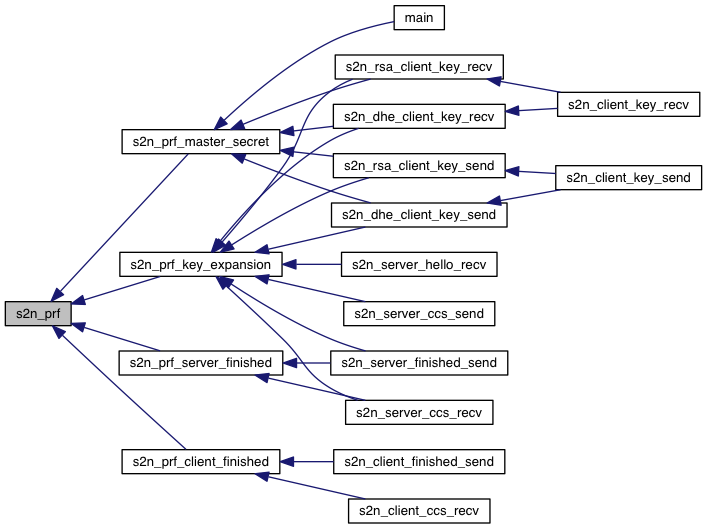 main
s2n_rsa_client_key_recv
s2n_client_key_recv
s2n_dhe_client_key_recv
s2n_prf_master_secret
s2n_rsa_client_key_send
s2n_client_key_send
s2n_dhe_client_key_send
s2n_prf_key_expansion
s2n_server_hello_recv
s2n_prf
s2n_server_ccs_send
s2n_prf_server_finished
s2n_server_finished_send
s2n_server_ccs_recv
s2n_prf_client_finished
s2n_client_finished_send
s2n_client_ccs_recv